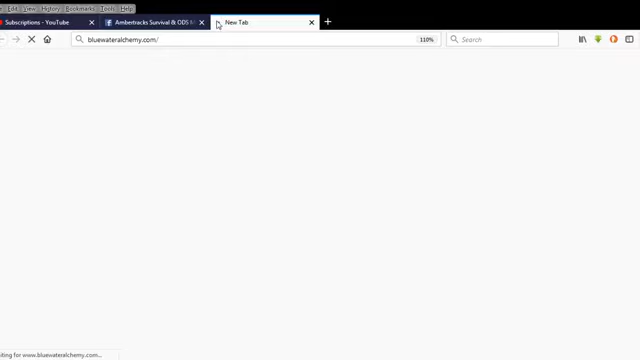 Edit View History Bookmarks Tools Help
Subscriptions - YouTube Ambertracks Survival & ODS M New Tab
bluewateralchemy.com/ 110% Search
iting for www.bluewateralchemy.com...